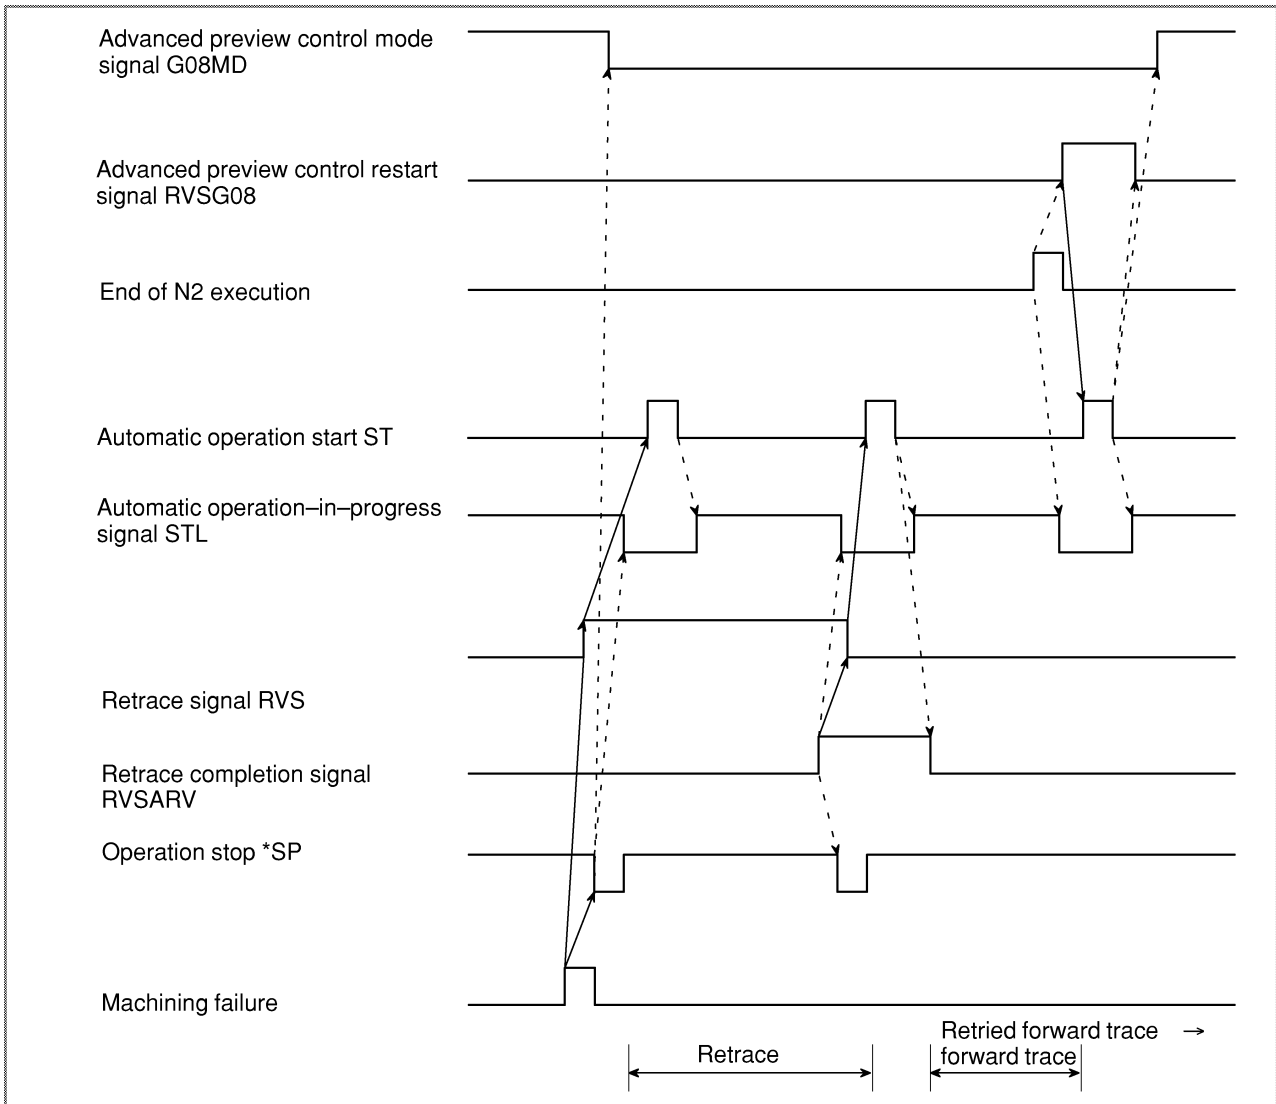 Advanced preview control mode
signal G08MD
Advanced preview control restart
signal RVSG08
End of N2 execution
Automatic operation start ST
Automatic operation–in–progress
signal STL
Retrace signal RVS
Retrace completion signal
RVSARV
Operation stop *SP
Machining failure
Retried forward trace →
Retrace
forward trace